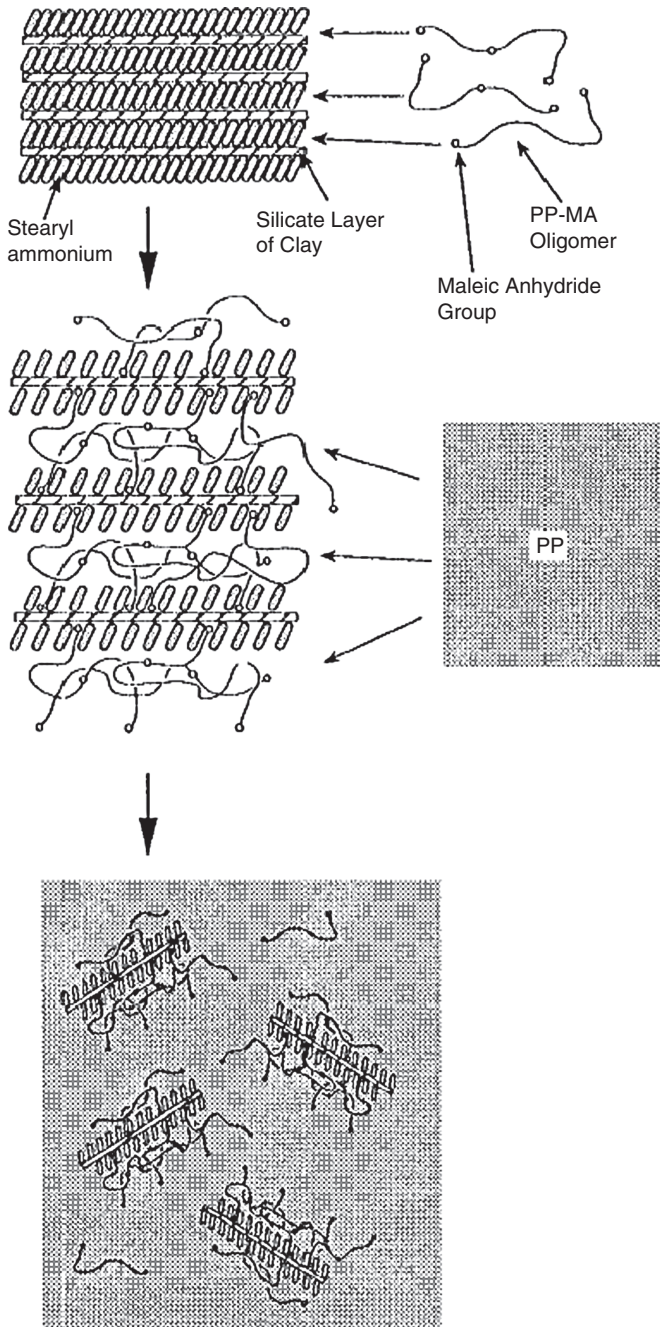 Stearyl
ammonium
Silicate Layer
of Clay
PP-MA
Oligomer
Maleic Anhydride
Group
PP